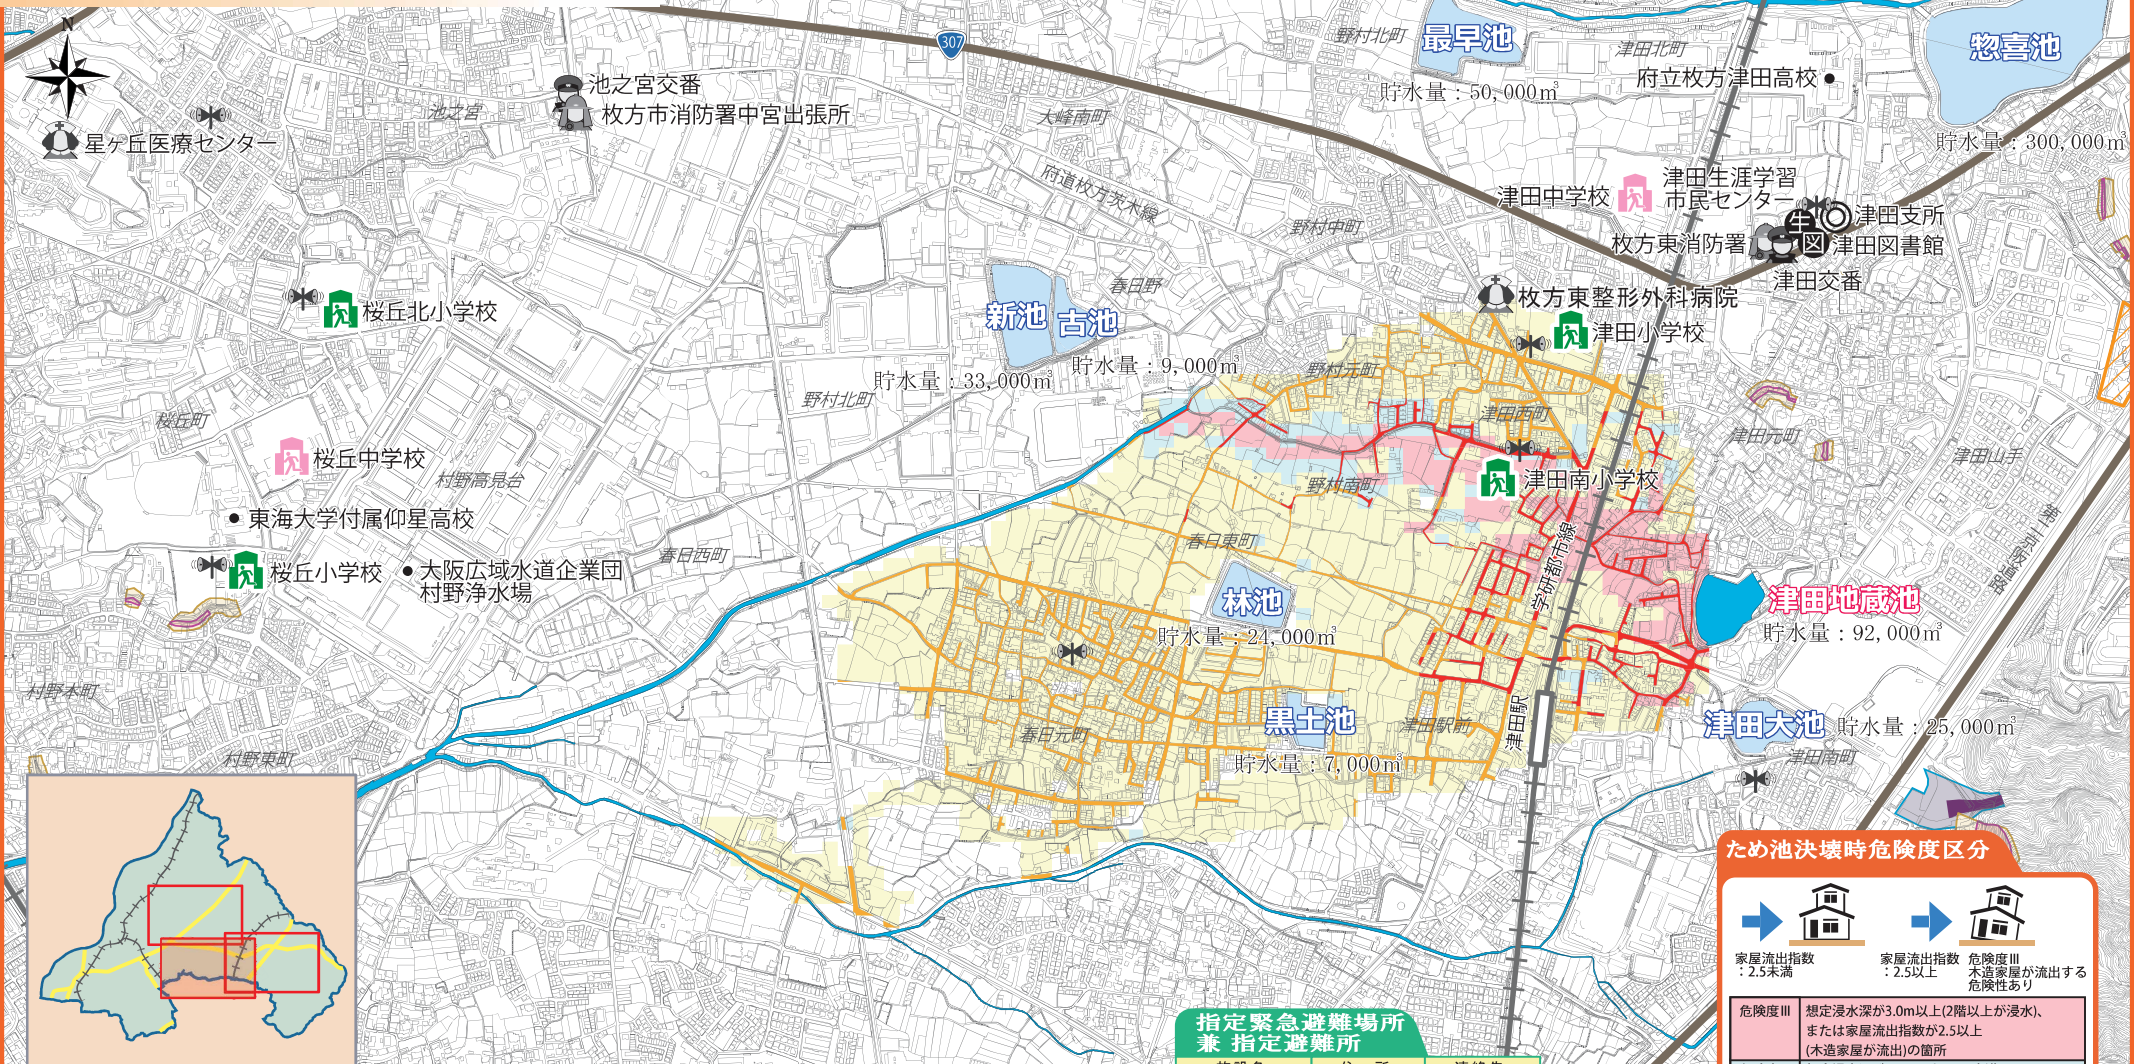 N
307
野村北町
最早池
貯水量：50,000㎥
津田北町
府立枚方津田高校
惣喜池
貯水量：300,000㎥
池之宮交番
枚方市消防署中宮出張所
池之宮
星ヶ丘医療センター
大峰南町
府道枚方茨木線
野村中町
津田中学校
津田生涯学習
市民センター
生
図
津田支所
枚方東消防署
津田図書館
津田交番
春日野
新池
古池
貯水量：33,000㎥
貯水量：9,000㎥
枚方東整形外科病院
津田小学校
桜丘北小学校
野村北町
野村元町
津田西町
桜丘町
津田元町
津田山手
桜丘中学校
村野高見台
野村南町
津田南小学校
東海大学付属仰星高校
第二京阪道路
春日東町
春日西町
学研都市線
桜丘小学校
大阪広域水道企業団
村野浄水場
林池
貯水量：24,000㎥
津田地蔵池
貯水量：92,000㎥
村野本町
黒土池
貯水量：7,000㎥
津田駅前
津田駅
津田大池
貯水量：25,000㎥
春日元町
村野東町
津田南町
ため池決壊時危険度区分
家屋流出指数
：2.5未満
家屋流出指数
：2.5以上
危険度Ⅲ
木造家屋が流出する
危険性あり
危険度Ⅲ
想定浸水深が3.0m以上(2階以上が浸水)、
または家屋流出指数が2.5以上
(木造家屋が流出)の箇所
指定緊急避難場所
兼 指定避難所